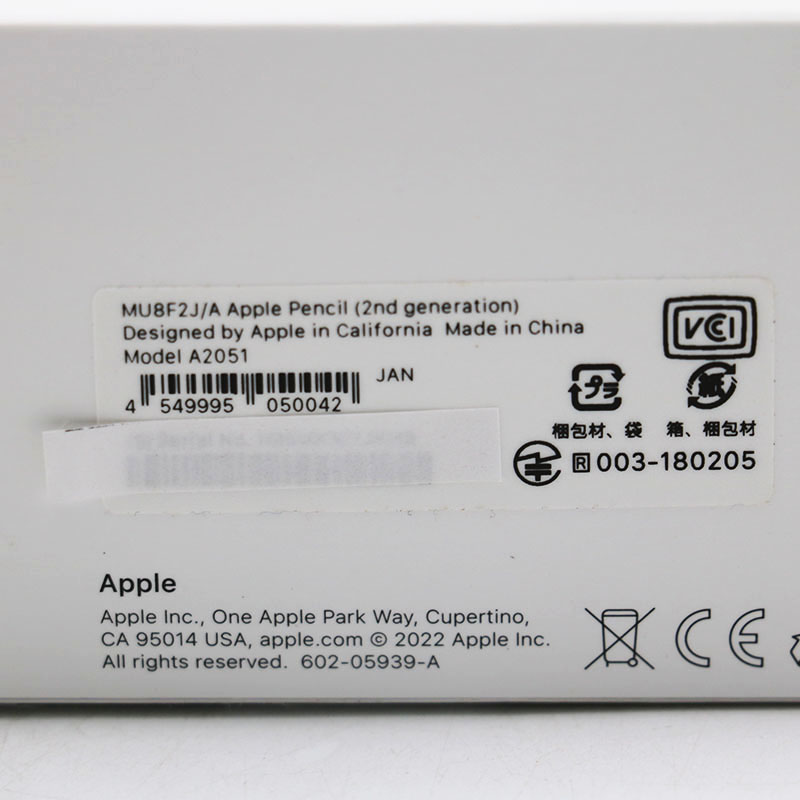 MU8F2J/A Apple Pencil (2nd generation)
Designed by Apple in California Made in China
Model A2051
JAN
4 549995 050042
VCCI
プラ
紙
梱包材、袋 箱、梱包材
R 003-180205
Apple
Apple Inc., One Apple Park Way, Cupertino,
CA 95014 USA, apple.com © 2022 Apple Inc.
All rights reserved. 602-05939-A
CE